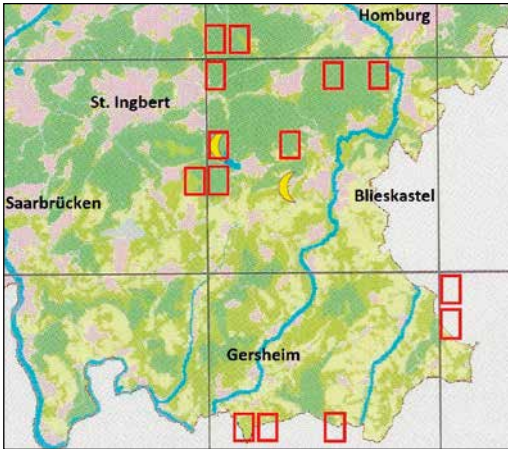 Homburg
St. Ingbert
Saarbrücken
Blieskastel
Gersheim